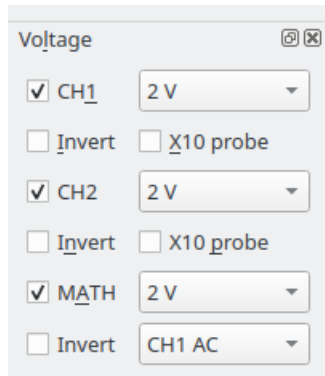 Voltage
CH1 2 V
Invert X10 probe
CH2 2 V
Invert X10 probe
MATH 2 V
Invert CH1 AC